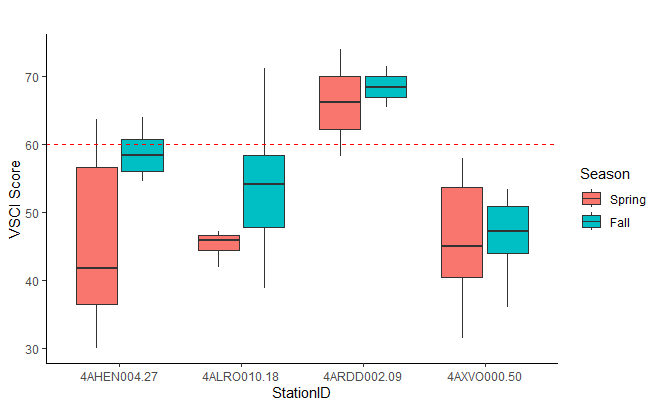 70
60
50
40
30
VSCI Score
4AHEN004.27 4ALRO010.18 4ARDD002.09 4AXVO000.50
StationID
Season
Spring
Fall